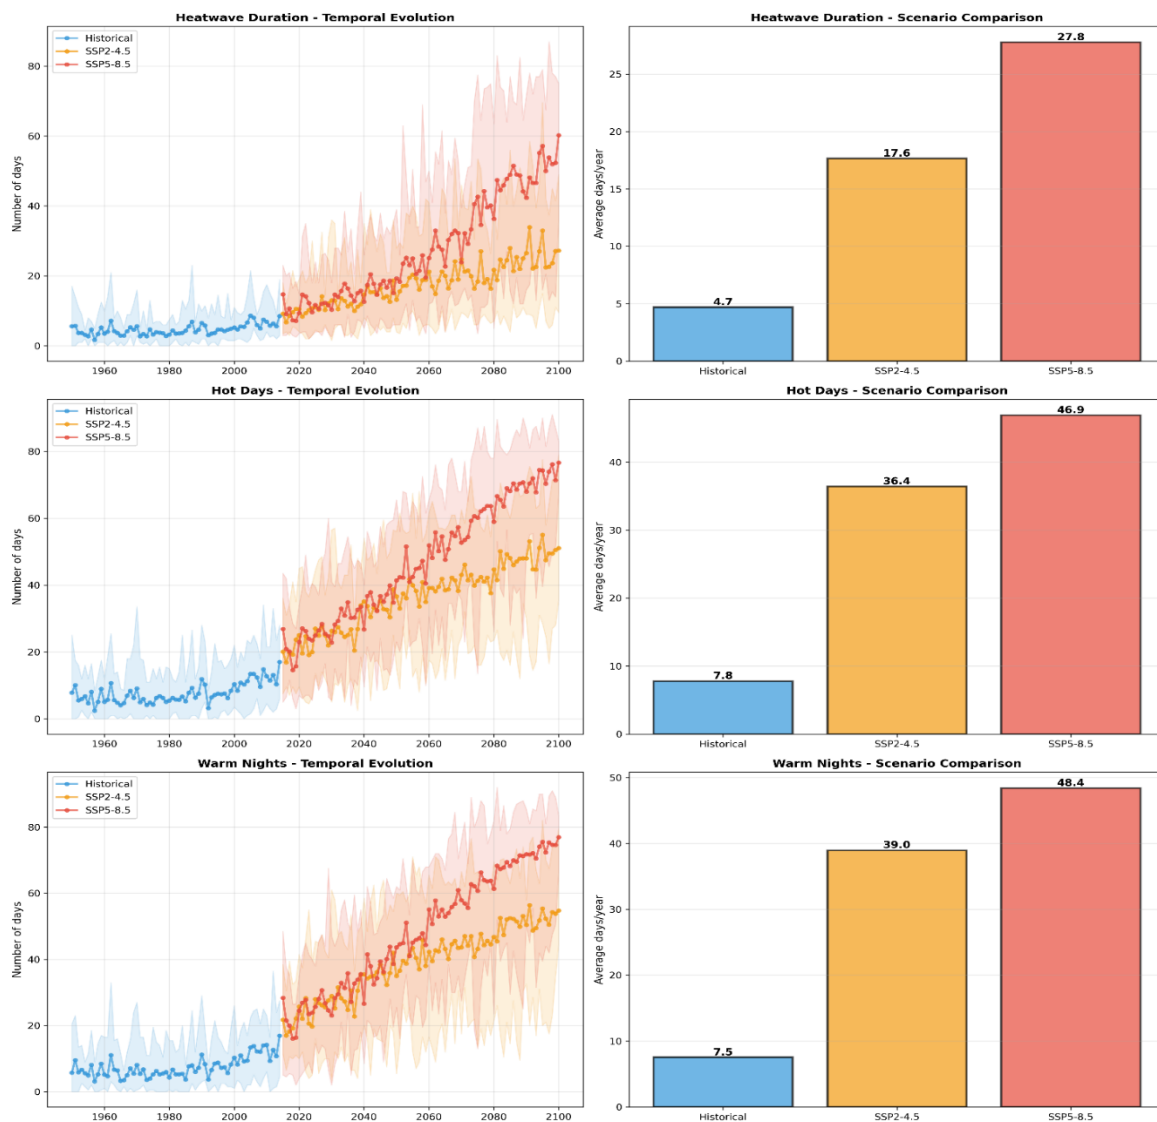 Heatwave Duration - Temporal Evolution
Historical
SSP2-4.5
SSP5-8.5
Number of days
80
60
40
20
0
1960 1980 2000 2020 2040 2060 2080 2100
Heatwave Duration - Scenario Comparison
Average days/year
25
20
15
10
5
0
4.7
17.6
27.8
Historical SSP2-4.5 SSP5-8.5
Hot Days - Temporal Evolution
Historical
SSP2-4.5
SSP5-8.5
Number of days
80
60
40
20
0
1960 1980 2000 2020 2040 2060 2080 2100
Hot Days - Scenario Comparison
Average days/year
40
30
20
10
0
7.8
36.4
46.9
Historical SSP2-4.5 SSP5-8.5
Warm Nights - Temporal Evolution
Historical
SSP2-4.5
SSP5-8.5
Number of days
80
60
40
20
0
1960 1980 2000 2020 2040 2060 2080 2100
Warm Nights - Scenario Comparison
Average days/year
50
40
30
20
10
0
7.5
39.0
48.4
Historical SSP2-4.5 SSP5-8.5